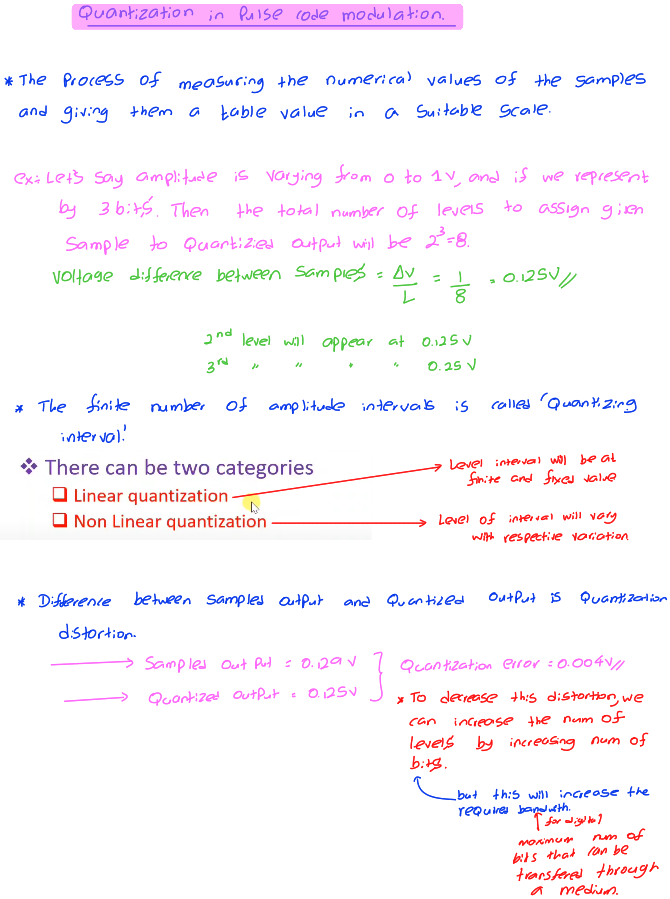 Quantization in Pulse code modulation.
* The Process of measuring the numerical values of the samples
and giving them a table value in a suitable scale.
ex:- Let's say amplitude is varying from 0 to 1V, and if we represent
by 3 bits. Then the total number of levels to assign given
Sample to Quantizied output will be 2³=8.
Voltage difference between Samples = ΔV/L = 1/8 = 0.125V//
2nd level will appear at 0.125 V
3rd " " " " 0.25 V
* The finite number of amplitude intervals is called 'Quantizing
interval.'
❖ There can be two categories
❑ Linear quantization
Level interval will be at
finite and fixed value
❑ Non Linear quantization
Level of interval will vary
with respective variation
* Difference between Sampled output and Quantized output is Quantization
distortion.
Sampled Output = 0.129 V
Quantized output = 0.125V
Quantization error = 0.004V//
* To decrease this distortion, we
can increase the num of
levels by increasing num of
bits.
but this will increase the
required bandwith.
for digital
maximum num of
bits that can be
transfered through
a medium.